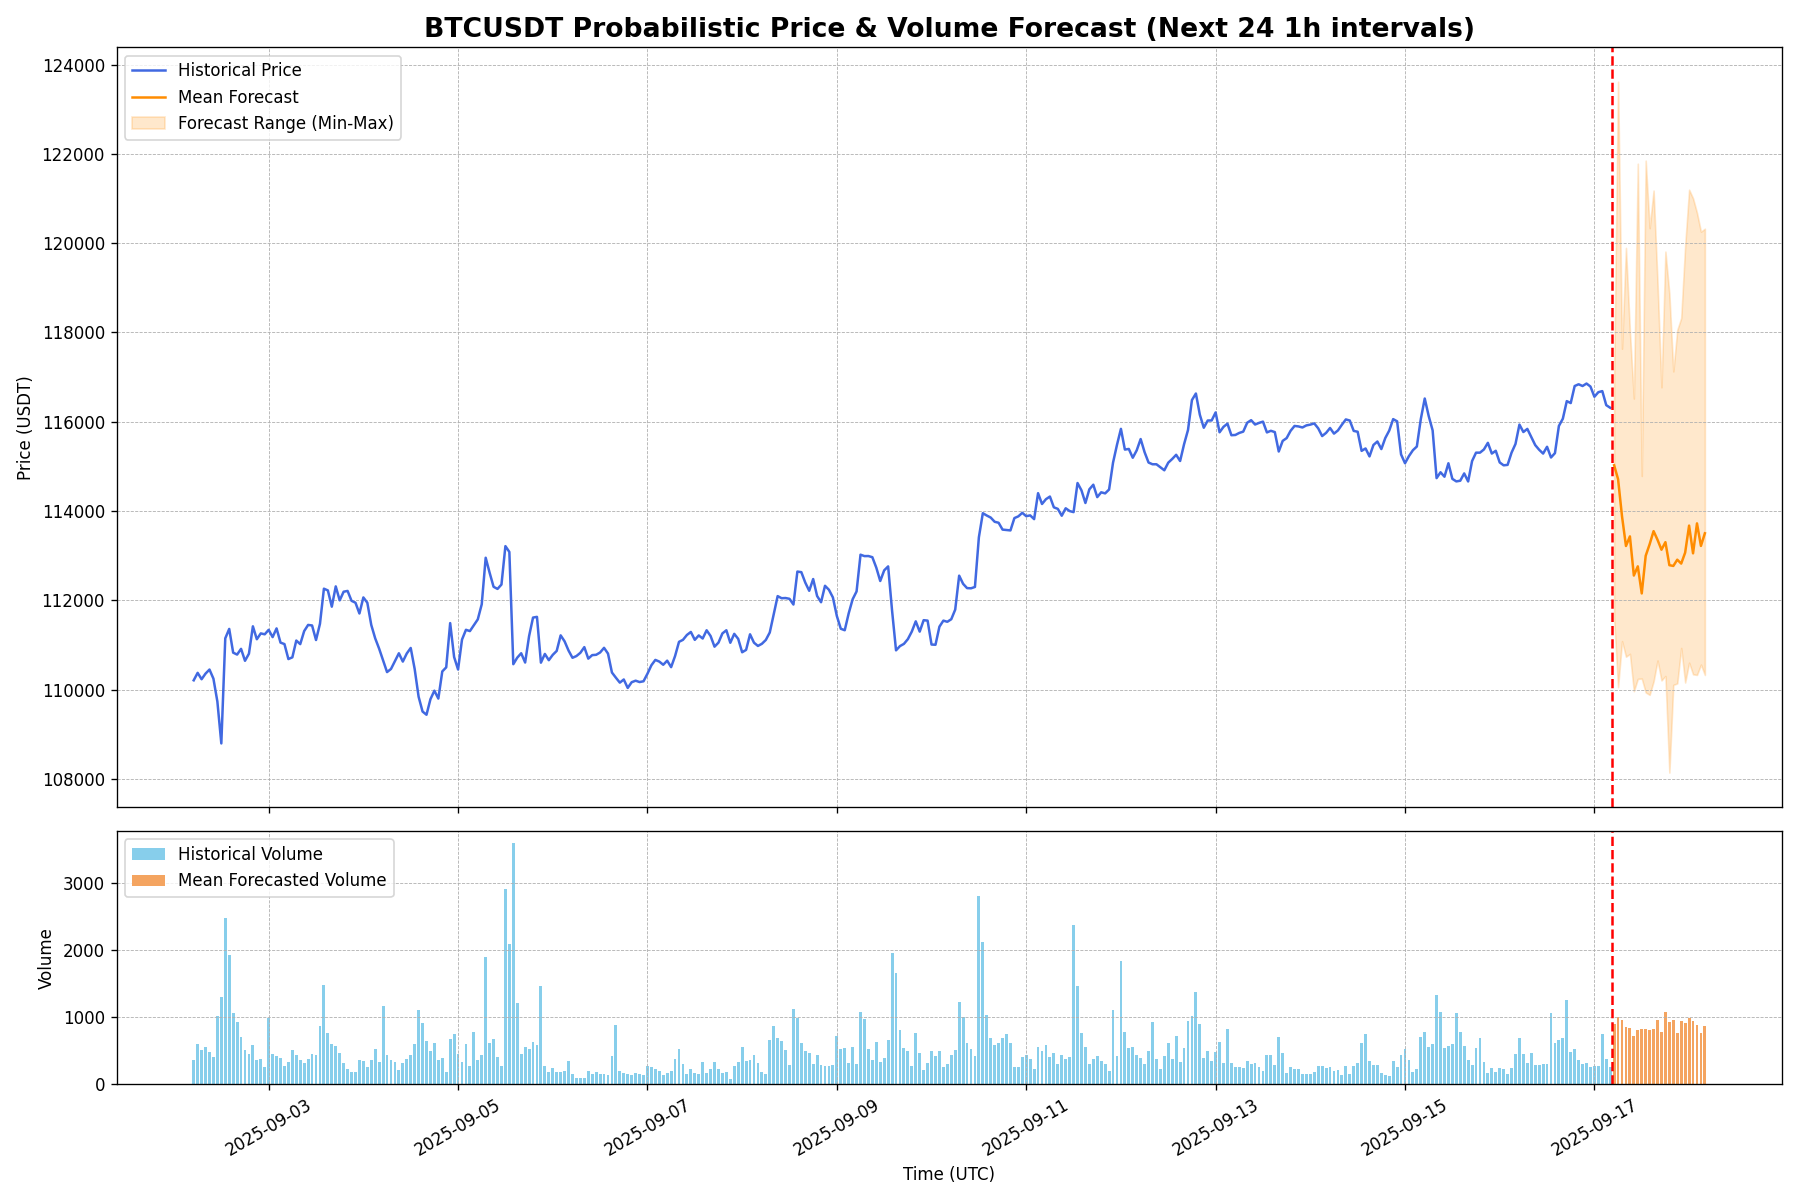 BTCUSDT Probabilistic Price & Volume Forecast (Next 24 1h intervals)
Historical Price
Mean Forecast
Forecast Range (Min-Max)
Price (USDT)
124000
122000
120000
118000
116000
114000
112000
110000
108000
Historical Volume
Mean Forecasted Volume
Volume
3000
2000
1000
0
2025-09-03
2025-09-05
2025-09-07
2025-09-09
2025-09-11
2025-09-13
2025-09-15
2025-09-17
Time (UTC)